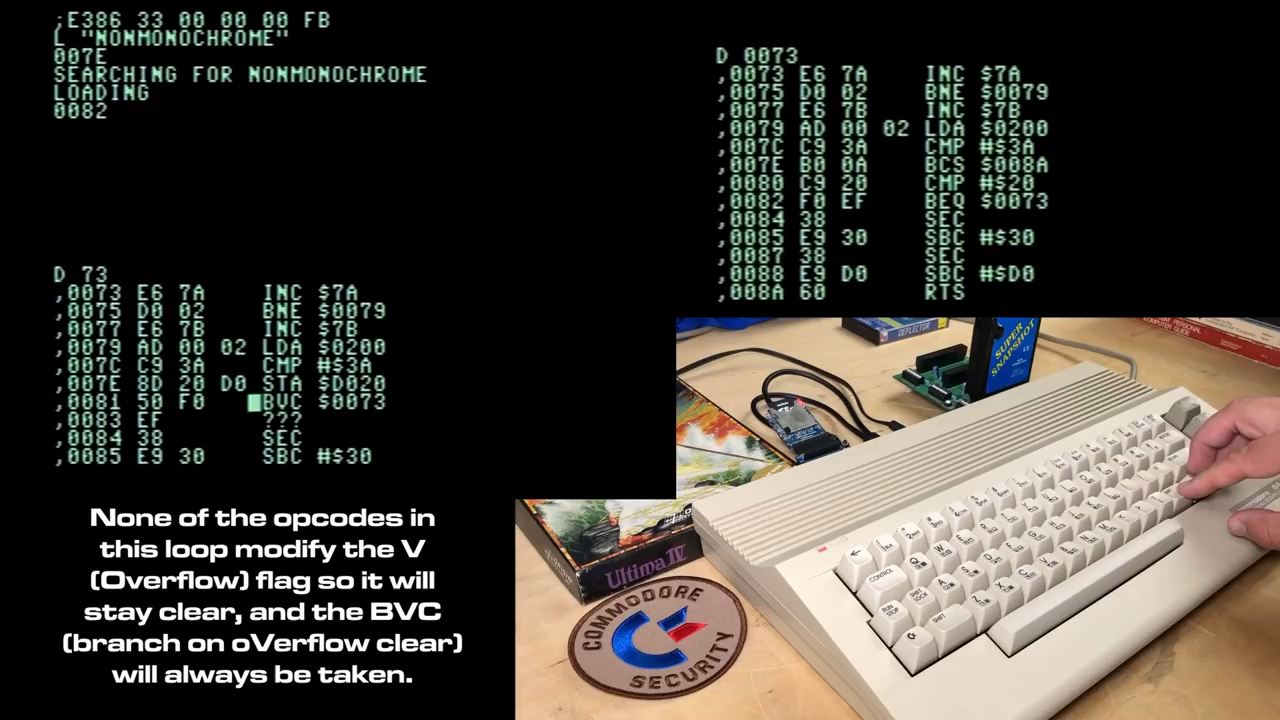 ;E386 33 00 00 00 FB
L "NONMONOCHROME"
007E
SEARCHING FOR NONMONOCHROME
LOADING
0082
D 73
,0073 E6 7A INC $7A
,0075 D0 02 BNE $0079
,0077 E6 7B INC $7B
,0079 AD 00 02 LDA $0200
,007C C9 3A CMP #$3A
,007E 8D 20 D0 STA $D020
,0081 50 F0 BVC $0073
,0083 EF ???
,0084 38 SEC
,0085 E9 30 SBC #$30
None of the opcodes in
this loop modify the V
(Overflow) flag so it will
stay clear, and the BVC
(branch on oVerflow clear)
will always be taken.
D 0073
,0073 E6 7A INC $7A
,0075 D0 02 BNE $0079
,0077 E6 7B INC $7B
,0079 AD 00 02 LDA $0200
,007C C9 3A CMP #$3A
,007E B0 0A BCS $008A
,0080 C9 20 CMP #$20
,0082 F0 EF BEQ $0073
,0084 38 SEC
,0085 E9 30 SBC #$30
,0087 38 SEC
,0088 E9 D0 SBC #$D0
,008A 60 RTS
DEFLECTOR
SUPER
SNAPSHOT
Ultima IV
COMMODORE
SECURITY
CONTROL
RUN
STOP
SHIFT
LOCK
SHIFT